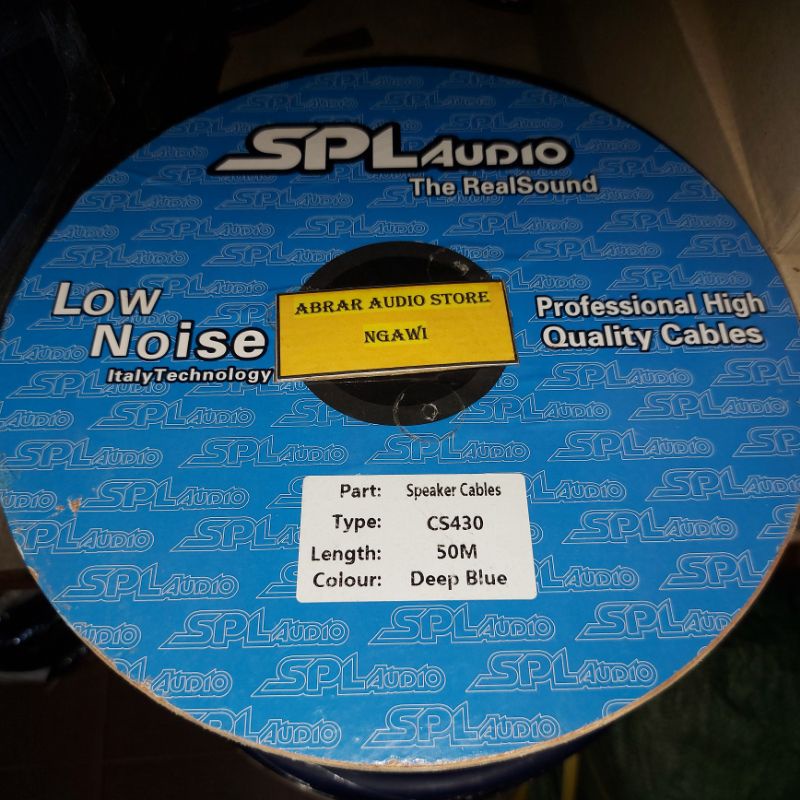 SPL AUDIO
The RealSound
Low
Noise
ItalyTechnology
ABRAR AUDIO STORE
NGAWI
Professional High
Quality Cables
Part: Speaker Cables
Type: CS430
Length: 50M
Colour: Deep Blue